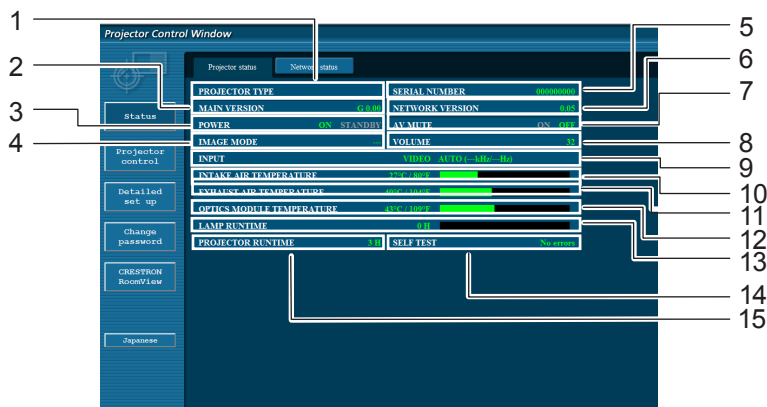 Projector Control Window
Projector status Network status
PROJECTOR TYPE SERIAL NUMBER 000000000
MAIN VERSION G 0.00 NETWORK VERSION 0.05
POWER ON STANDBY AV MUTE ON OFF
IMAGE MODE --- VOLUME 32
INPUT VIDEO AUTO (---kHz/---Hz)
INTAKE AIR TEMPERATURE 27°C / 80°F
EXHAUST AIR TEMPERATURE 40°C / 104°F
OPTICS MODULE TEMPERATURE 43°C / 109°F
LAMP RUNTIME 0 H
PROJECTOR RUNTIME 3 H SELF TEST No errors
Status
Projector
control
Detailed
set up
Change
password
CRESTRON
RoomView
Japanese
1
2
3
4
5
6
7
8
9
10
11
12
13
14
15